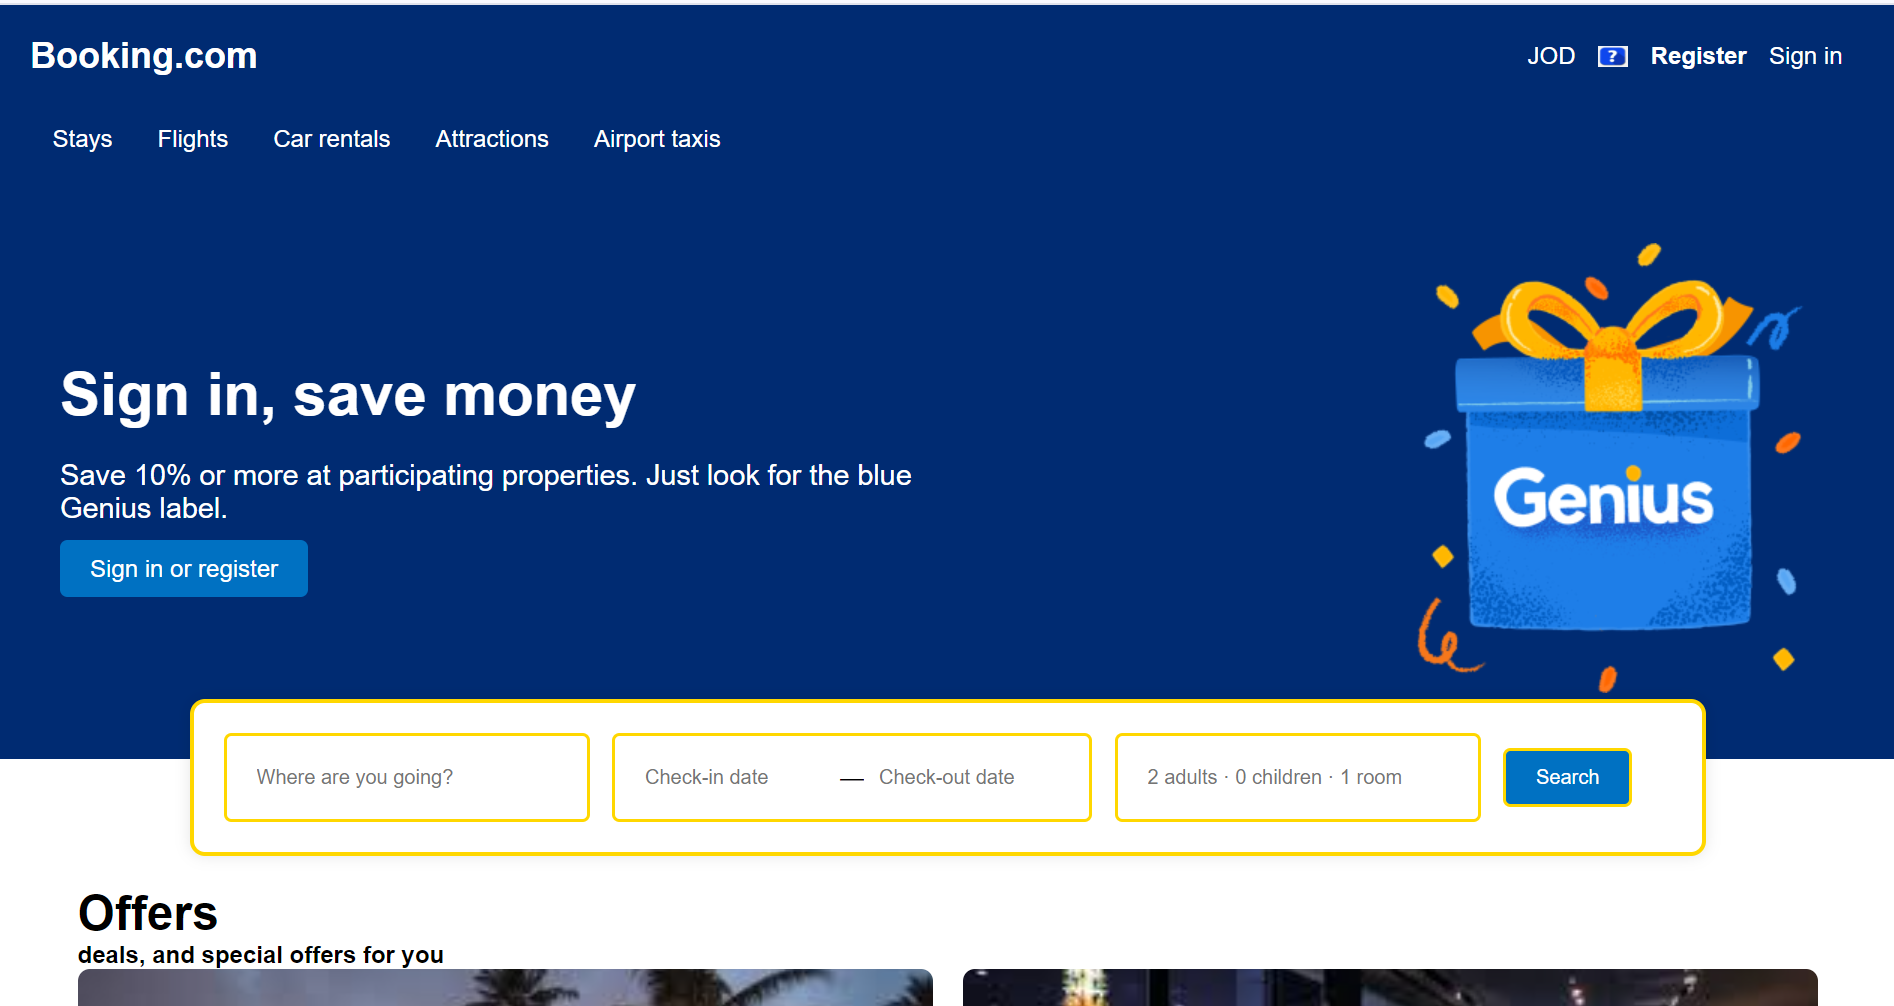 Booking.com
JOD ? Register Sign in
Stays Flights Car rentals Attractions Airport taxis
Sign in, save money
Save 10% or more at participating properties. Just look for the blue
Genius label.
Sign in or register
Genius
Where are you going? Check-in date — Check-out date 2 adults · 0 children · 1 room Search
Offers
deals, and special offers for you